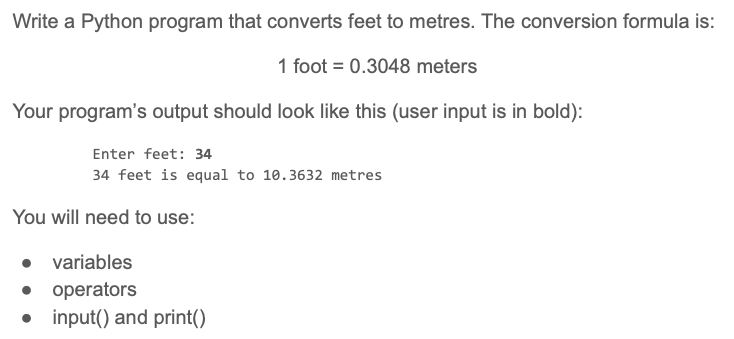 Write a Python program that converts feet to metres. The conversion formula is:
1 foot = 0.3048 meters
Your program’s output should look like this (user input is in bold):
Enter feet: 34
34 feet is equal to 10.3632 metres
You will need to use:
● variables
● operators
● input() and print()